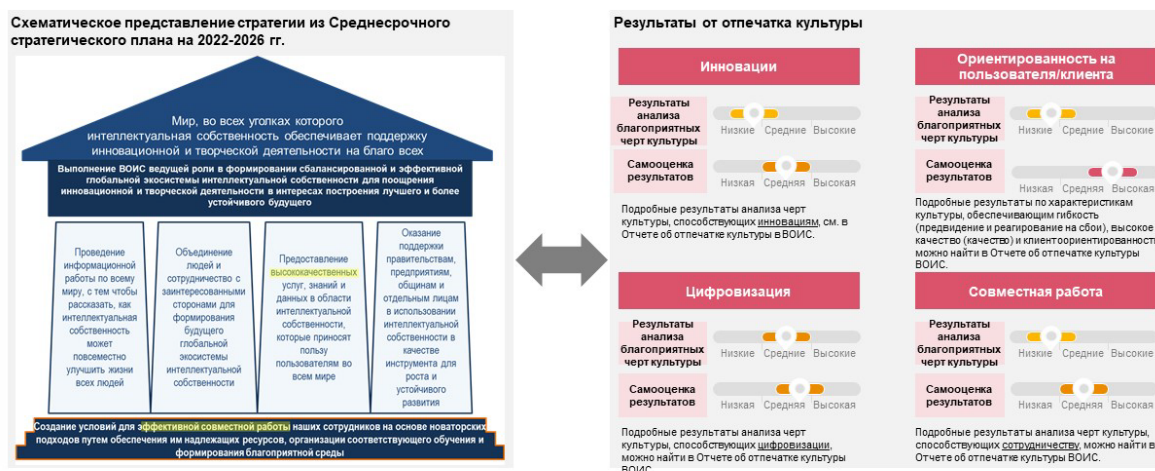 Схематическое представление стратегии из Среднесрочного
стратегического плана на 2022-2026 гг.
Мир, во всех уголках которого
интеллектуальная собственность обеспечивает поддержку
инновационной и творческой деятельности на благо всех
Выполнение ВОИС ведущей роли в формировании сбалансированной и эффективной
глобальной экосистемы интеллектуальной собственности для поощрения
инновационной и творческой деятельности в интересах построения лучшего и более
устойчивого будущего
Проведение
информационной
работы по всему
миру, с тем чтобы
рассказать, как
интеллектуальная
собственность
может
повсеместно
улучшить жизни
всех людей
Объединение
людей и
сотрудничество с
заинтересованными
сторонами для
формирования
будущего
глобальной
экосистемы
интеллектуальной
собственности
Предоставление
высококачественных
услуг, знаний и
данных в области
интеллектуальной
собственности,
которые приносят
пользу
пользователям во
всем мире
Оказание
поддержки
правительствам,
предприятиям,
общинам и
отдельным лицам
в использовании
интеллектуальной
собственности в
качестве
инструмента для
роста и
устойчивого
развития
Создание условий для эффективной совместной работы наших сотрудников на основе новаторских
подходов путем обеспечения им надлежащих ресурсов, организации соответствующего обучения и
формирования благоприятной среды
Результаты от отпечатка культуры
Инновации
Результаты
анализа
благоприятных
черт культуры
Низкие Средние Высокие
Самооценка
результатов
Низкая Средняя Высокая
Подробные результаты анализа черт
культуры, способствующих инновациям, см. в
Отчете об отпечатке культуры в ВОИС.
Ориентированность на
пользователя/клиента
Результаты
анализа
благоприятных
черт культуры
Низкие Средние Высокие
Самооценка
результатов
Низкая Средняя Высокая
Подробные результаты по характеристикам
культуры, обеспечивающим гибкость
(предвидение и реагирование на сбои), высокое
качество (качество) и клиентоориентированность
можно найти в Отчете об отпечатке культуры
ВОИС.
Цифровизация
Результаты
анализа
благоприятных
черт культуры
Низкие Средние Высокие
Самооценка
результатов
Низкая Средняя Высокая
Подробные результаты анализа черт
культуры, способствующих цифровизации,
можно найти в Отчете об отпечатке культуры
ВОИС
Совместная работа
Результаты
анализа
благоприятных
черт культуры
Низкие Средние Высокие
Самооценка
результатов
Низкая Средняя Высокая
Подробные результаты анализа черт культуры,
способствующих сотрудничеству, можно найти в
Отчете об отпечатке культуры ВОИС.